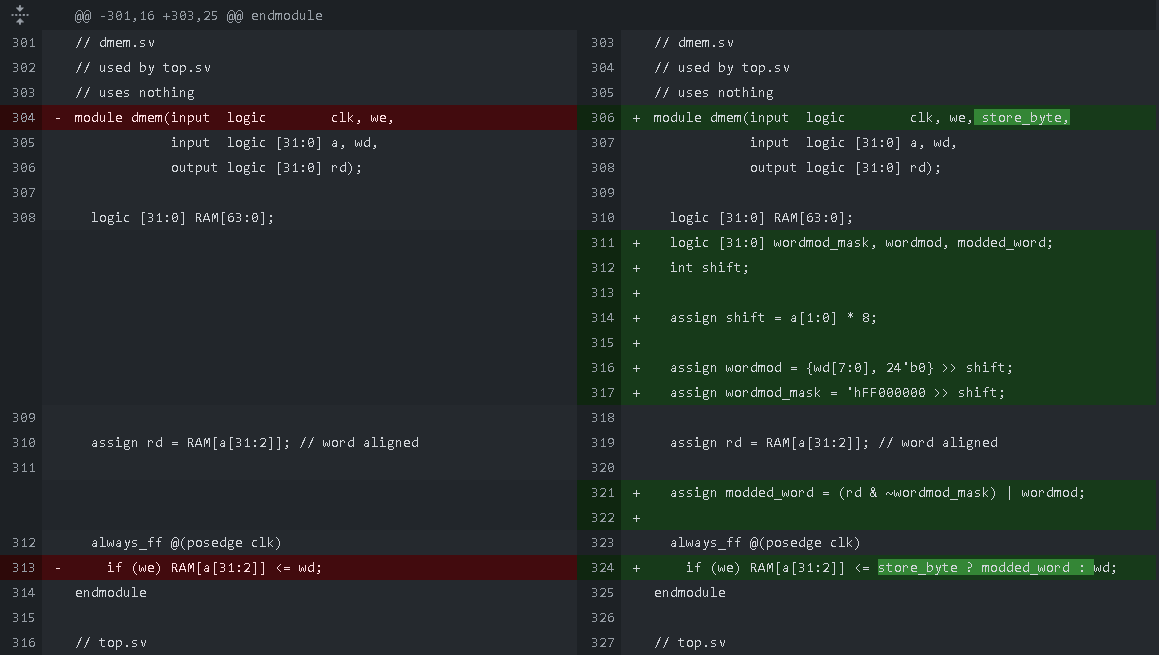 @@ -301,16 +303,25 @@ endmodule
301 // dmem.sv
302 // used by top.sv
303 // uses nothing
304 - module dmem(input  logic        clk, we,
305             input  logic [31:0] a, wd,
306             output logic [31:0] rd);
307
308   logic [31:0] RAM[63:0];
309
310   assign rd = RAM[a[31:2]]; // word aligned
311
312   always_ff @(posedge clk)
313 -     if (we) RAM[a[31:2]] <= wd;
314 endmodule
315
316 // top.sv
303 // dmem.sv
304 // used by top.sv
305 // uses nothing
306 + module dmem(input  logic        clk, we, store_byte,
307             input  logic [31:0] a, wd,
308             output logic [31:0] rd);
309
310   logic [31:0] RAM[63:0];
311 +   logic [31:0] wordmod_mask, wordmod, modded_word;
312 +   int shift;
313 +
314 +   assign shift = a[1:0] * 8;
315 +
316 +   assign wordmod = {wd[7:0], 24'b0} >> shift;
317 +   assign wordmod_mask = 'hFF000000 >> shift;
318
319   assign rd = RAM[a[31:2]]; // word aligned
320
321 +   assign modded_word = (rd & ~wordmod_mask) | wordmod;
322 +
323   always_ff @(posedge clk)
324 +     if (we) RAM[a[31:2]] <= store_byte ? modded_word : wd;
325 endmodule
326
327 // top.sv